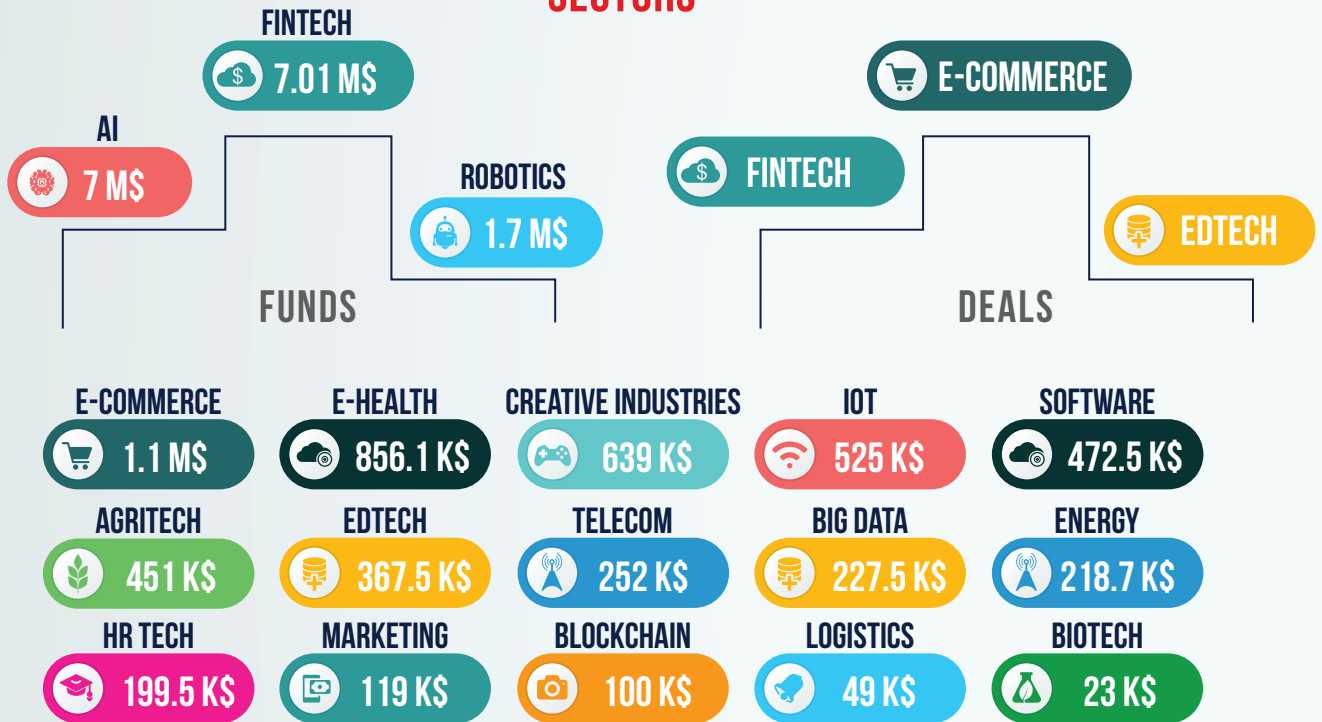 SECTORS
FINTECH
7.01 M$
AI
7 M$
ROBOTICS
1.7 M$
FUNDS
E-COMMERCE
FINTECH
EDTECH
DEALS
E-COMMERCE
1.1 M$
E-HEALTH
856.1 K$
CREATIVE INDUSTRIES
639 K$
IOT
525 K$
SOFTWARE
472.5 K$
AGRITECH
451 K$
EDTECH
367.5 K$
TELECOM
252 K$
BIG DATA
227.5 K$
ENERGY
218.7 K$
HR TECH
199.5 K$
MARKETING
119 K$
BLOCKCHAIN
100 K$
LOGISTICS
49 K$
BIOTECH
23 K$